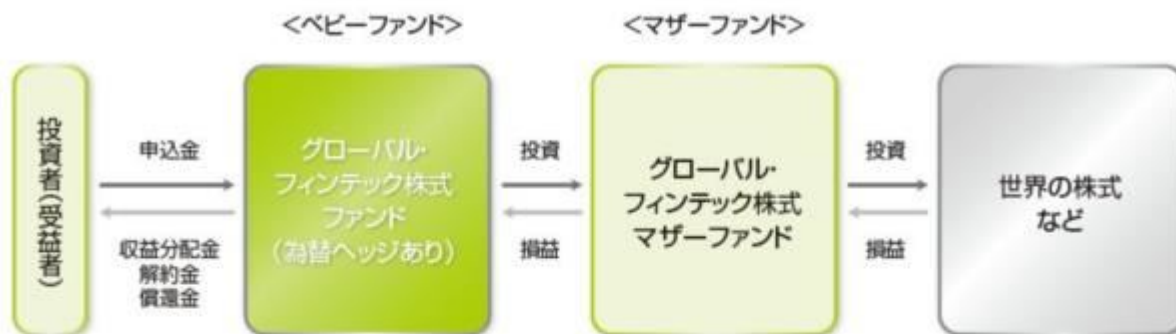 <ベビーファンド>
<マザーファンド>
投資者(受益者)
申込金
収益分配金
解約金
償還金
グローバル・
フィンテック株式
ファンド
(為替ヘッジあり)
投資
損益
グローバル・
フィンテック株式
マザーファンド
投資
損益
世界の株式
など